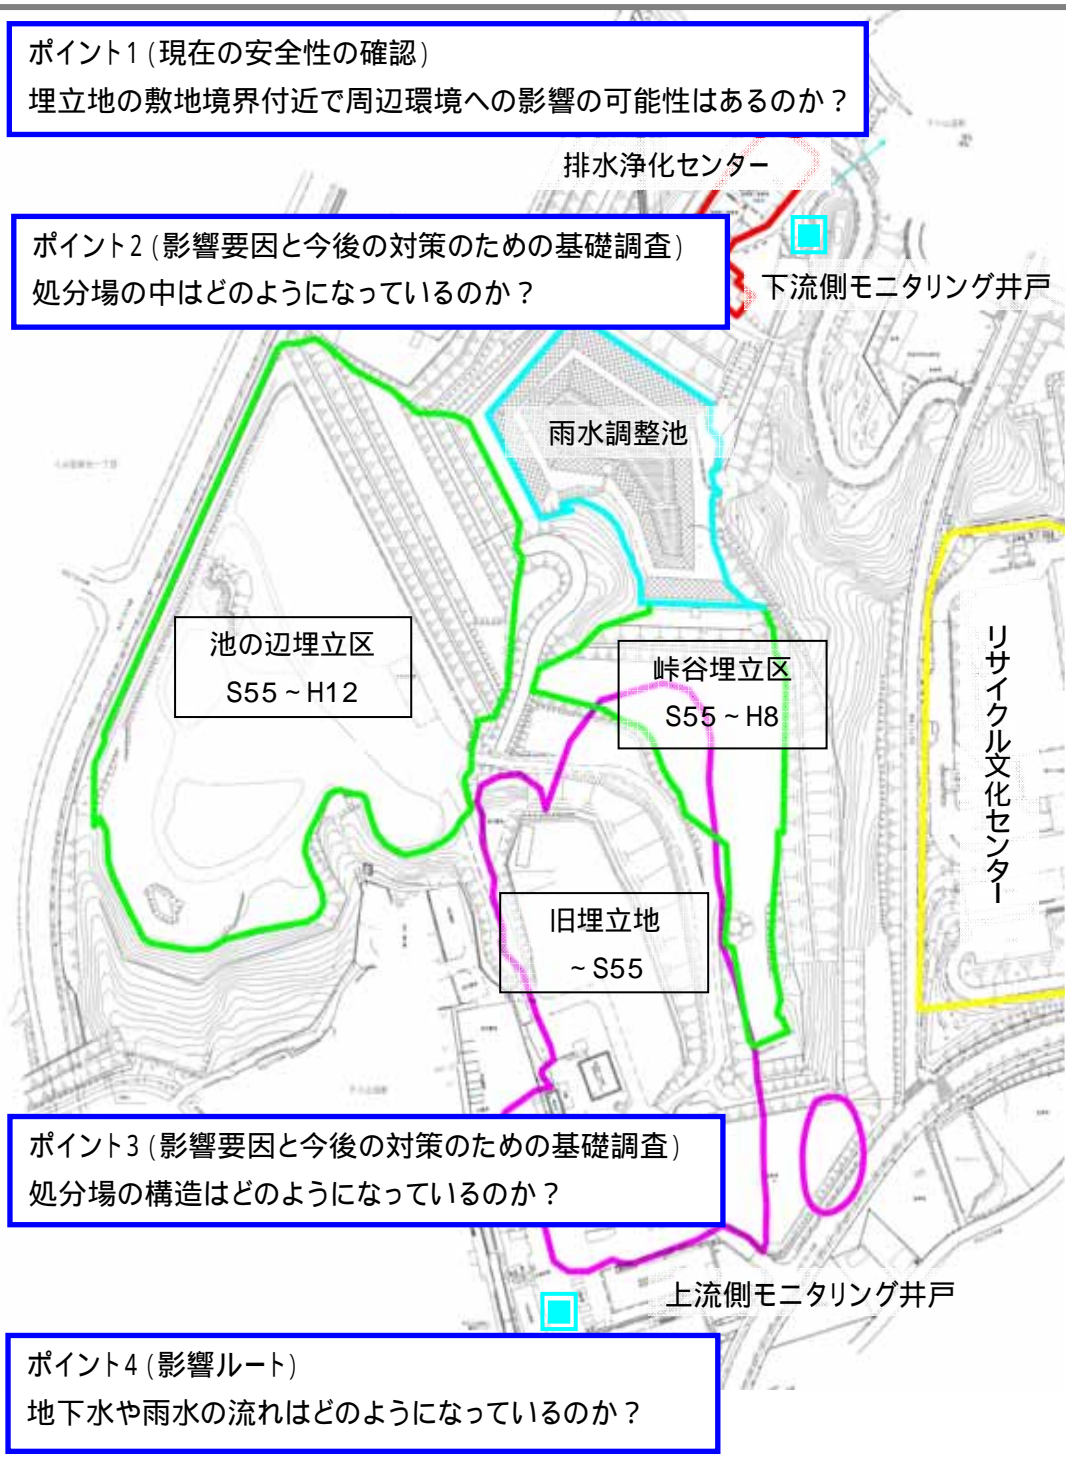 ポイント1（現在の安全性の確認）
埋立地の敷地境界付近で周辺環境への影響の可能性はあるのか？
排水浄化センター
ポイント2（影響要因と今後の対策のための基礎調査）
処分場の中はどのようになっているのか？
下流側モニタリング井戸
雨水調整池
池の辺埋立区
S55～H12
峠谷埋立区
S55～H8
リサイクル文化センター
旧埋立地
～S55
ポイント3（影響要因と今後の対策のための基礎調査）
処分場の構造はどのようになっているのか？
上流側モニタリング井戸
ポイント4（影響ルート）
地下水や雨水の流れはどのようになっているのか？